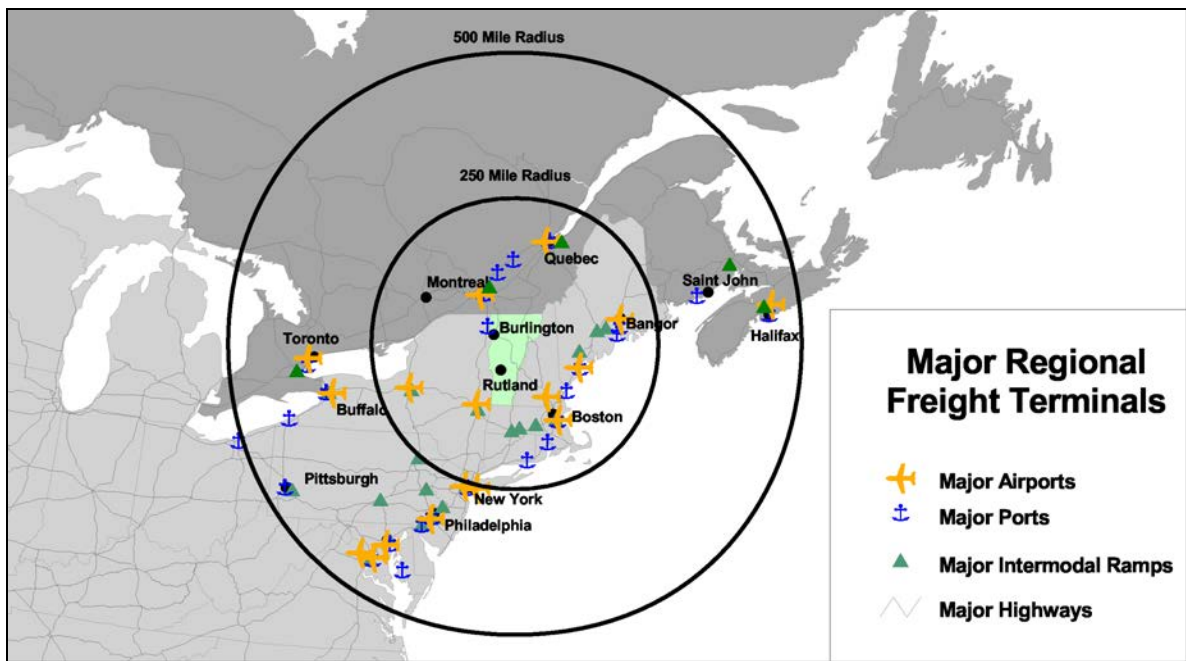 500 Mile Radius
250 Mile Radius
Quebec
Montreal
Saint John
Burlington
Bangor
Toronto
Halifax
Rutland
Buffalo
Boston
Pittsburgh
New York
Philadelphia
Major Regional
Freight Terminals
Major Airports
Major Ports
Major Intermodal Ramps
Major Highways